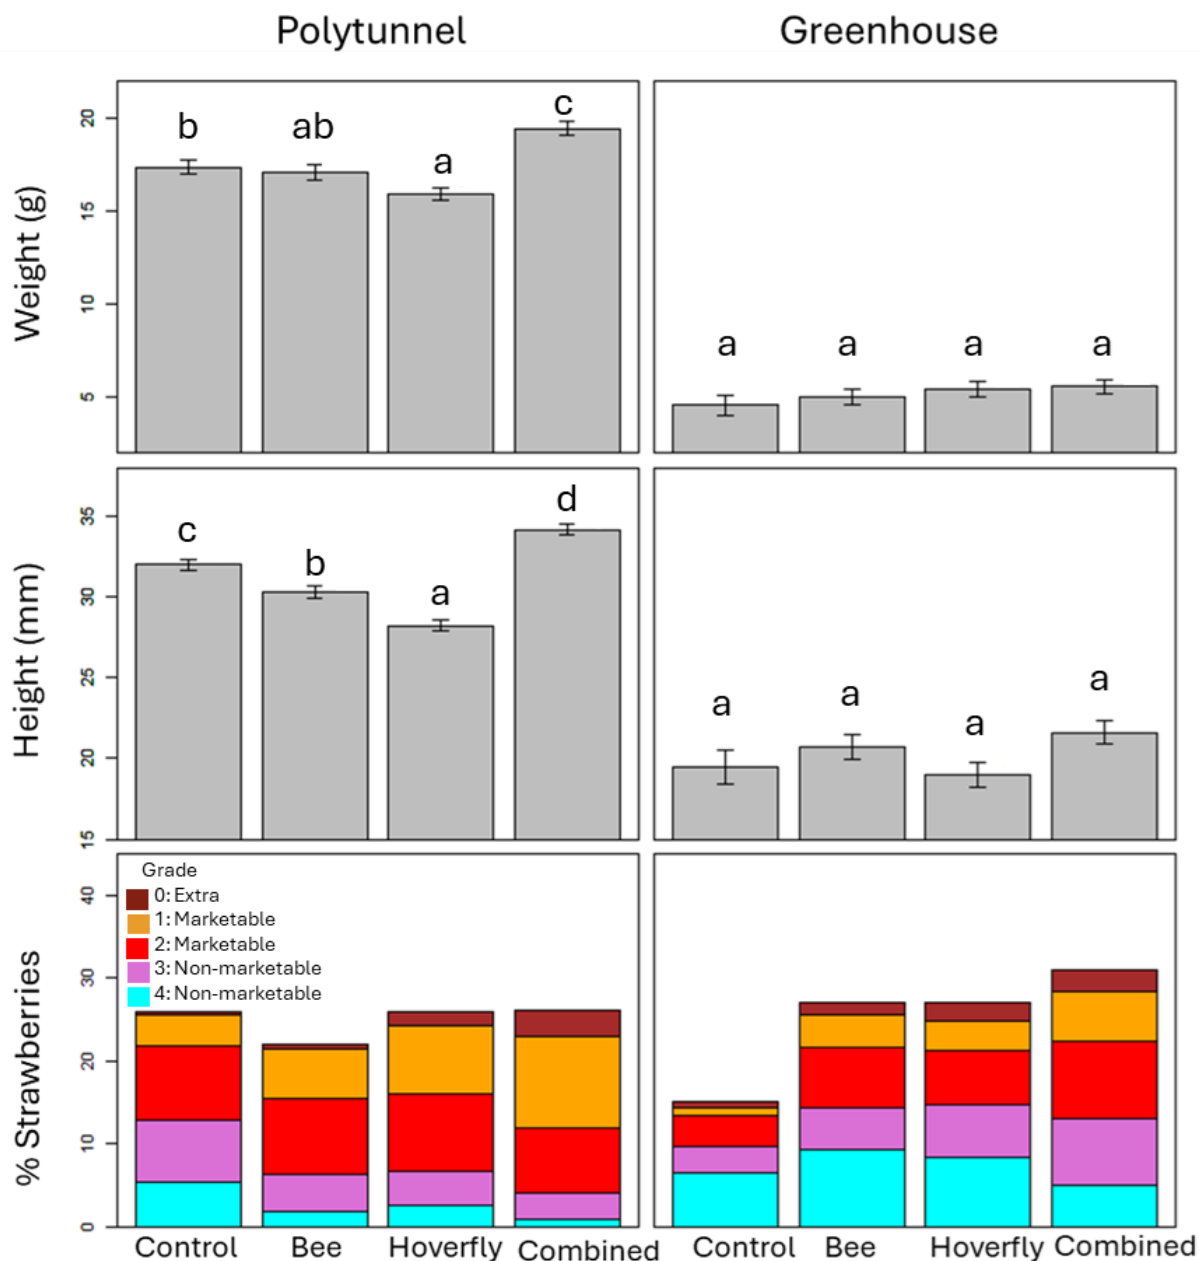 Polytunnel Greenhouse
Weight (g)
20
15
10
5
b ab a c
a a a a
Height (mm)
35
30
25
20
15
c b a d
a a a a
% Strawberries
40
30
20
10
0
Grade
0: Extra
1: Marketable
2: Marketable
3: Non-marketable
4: Non-marketable
Control Bee Hoverfly Combined Control Bee Hoverfly Combined